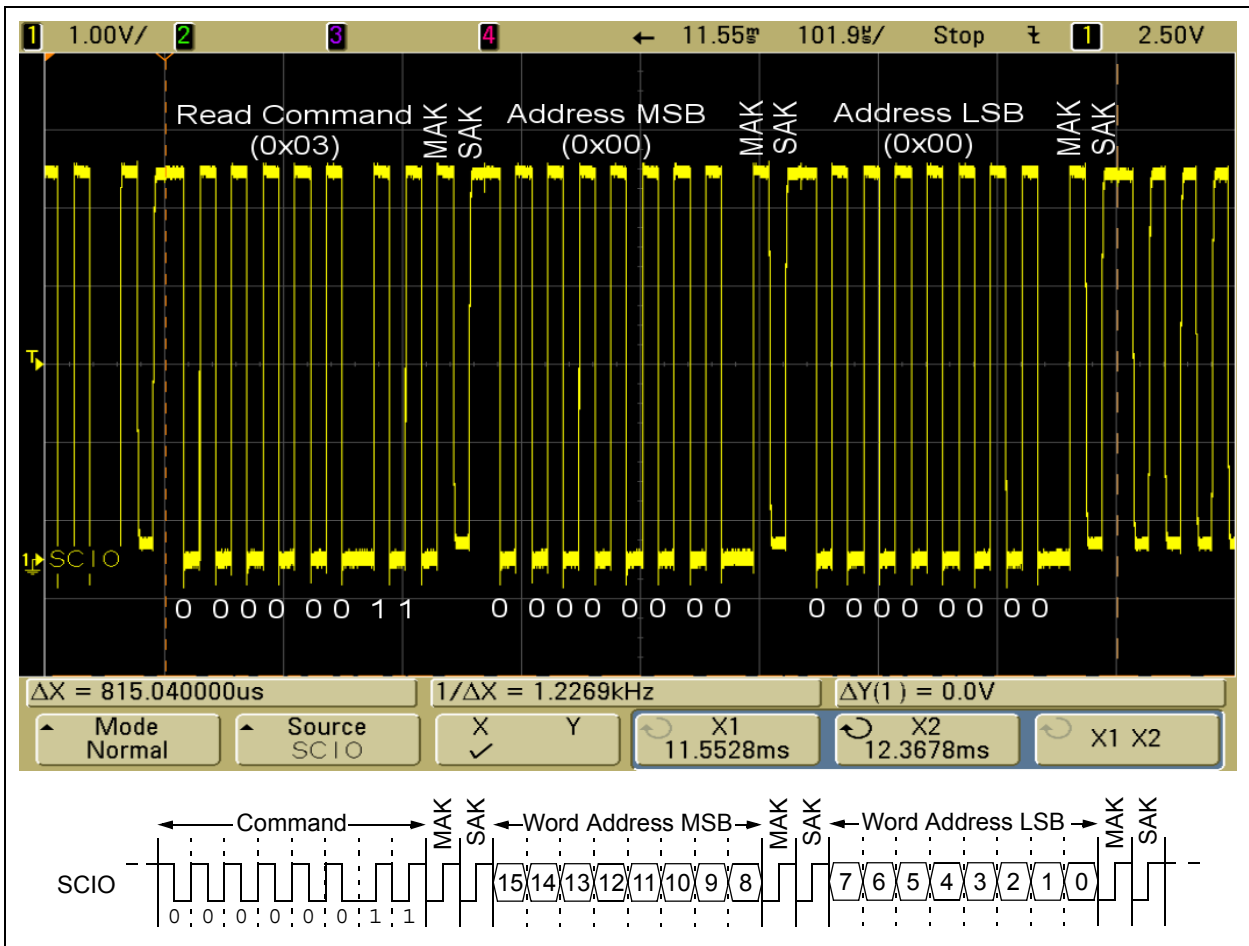 1 1.00V/ 2 3 4 ← 11.55ms 101.9us/ Stop 1 2.50V
Read Command MAK SAK Address MSB MAK SAK Address LSB MAK SAK
(0x03) (0x00) (0x00)
T
1 SCIO
0 0 0 0 0 0 1 1 0 0 0 0 0 0 0 0 0 0 0 0 0 0 0 0
ΔX = 815.040000us 1/ΔX = 1.2269kHz ΔY(1) = 0.0V
Mode Source X Y X1 X2 X1 X2
Normal SCIO ✓ 11.5528ms 12.3678ms
Command MAK SAK Word Address MSB MAK SAK Word Address LSB MAK SAK
SCIO 15 14 13 12 11 10 9 8 7 6 5 4 3 2 1 0
0 0 0 0 0 0 1 1